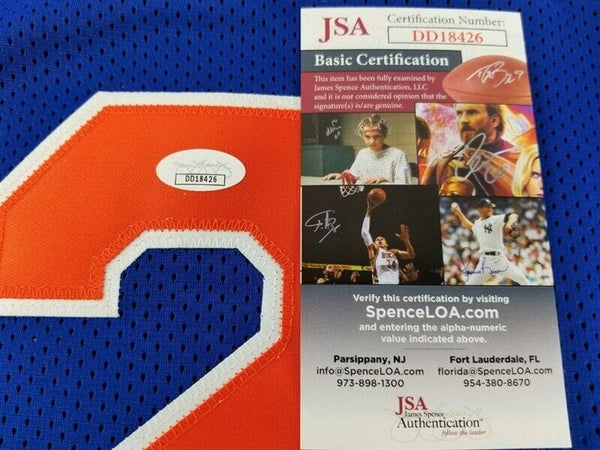 JSA
Certification Number:
DD18426
Basic Certification
This item has been fully examined by
James Spence Authentication, LLC
and it is our considered opinion that the
signature(s) is/are genuine.
DD18426
Verify this certification by visiting
SpenceLOA.com
and entering the alpha-numeric
value indicated above.
Parsippany, NJ
info@SpenceLOA.com
973-898-1300
Fort Lauderdale, FL
florida@SpenceLOA.com
954-380-8670
JSA
James Spence
Authentication
follow the leader